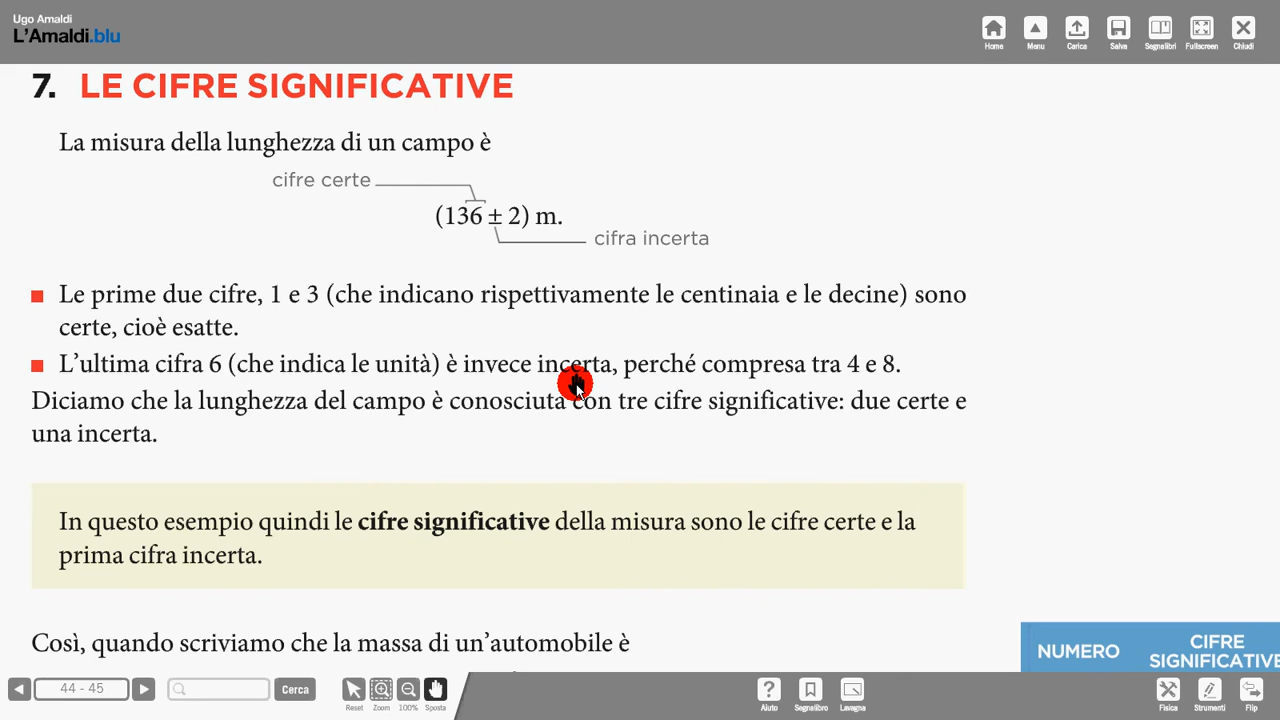 Ugo Amaldi
L'Amaldi.blu
Home Menu Carica Salva Segnalibri Fullscreen Chiudi
7. LE CIFRE SIGNIFICATIVE
La misura della lunghezza di un campo è
cifre certe
(136 ± 2) m.
cifra incerta
Le prime due cifre, 1 e 3 (che indicano rispettivamente le centinaia e le decine) sono
certe, cioè esatte.
L'ultima cifra 6 (che indica le unità) è invece incerta, perché compresa tra 4 e 8.
Diciamo che la lunghezza del campo è conosciuta con tre cifre significative: due certe e
una incerta.
In questo esempio quindi le cifre significative della misura sono le cifre certe e la
prima cifra incerta.
Così, quando scriviamo che la massa di un'automobile è
NUMERO
CIFRE
SIGNIFICATIVE
44 - 45
Cerca
Reset Zoom 100% Sposta
Aiuto Segnalibro Lavagna
Fisica Strumenti Flip